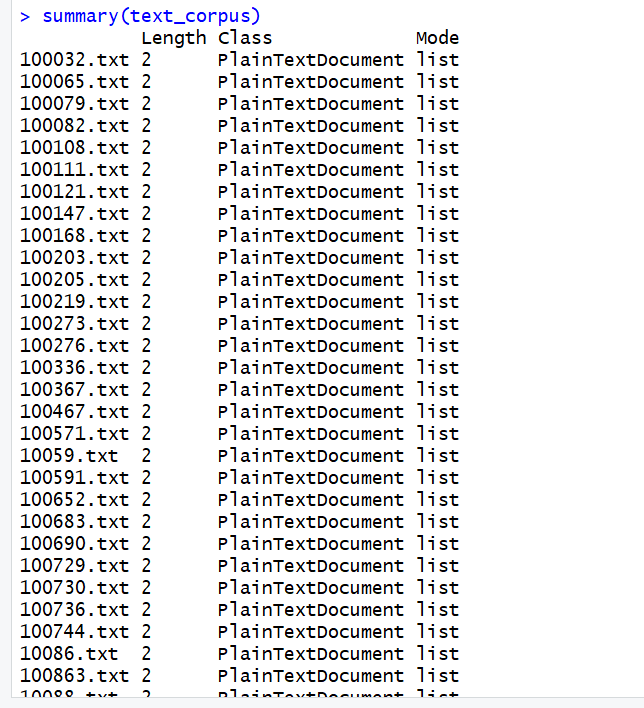 > summary(text_corpus)
Length Class Mode
100032.txt 2 PlainTextDocument list
100065.txt 2 PlainTextDocument list
100079.txt 2 PlainTextDocument list
100082.txt 2 PlainTextDocument list
100108.txt 2 PlainTextDocument list
100111.txt 2 PlainTextDocument list
100121.txt 2 PlainTextDocument list
100147.txt 2 PlainTextDocument list
100168.txt 2 PlainTextDocument list
100203.txt 2 PlainTextDocument list
100205.txt 2 PlainTextDocument list
100219.txt 2 PlainTextDocument list
100273.txt 2 PlainTextDocument list
100276.txt 2 PlainTextDocument list
100336.txt 2 PlainTextDocument list
100367.txt 2 PlainTextDocument list
100467.txt 2 PlainTextDocument list
100571.txt 2 PlainTextDocument list
10059.txt 2 PlainTextDocument list
100591.txt 2 PlainTextDocument list
100652.txt 2 PlainTextDocument list
100683.txt 2 PlainTextDocument list
100690.txt 2 PlainTextDocument list
100729.txt 2 PlainTextDocument list
100730.txt 2 PlainTextDocument list
100736.txt 2 PlainTextDocument list
100744.txt 2 PlainTextDocument list
10086.txt 2 PlainTextDocument list
100863.txt 2 PlainTextDocument list
2 PlainTextDocument list